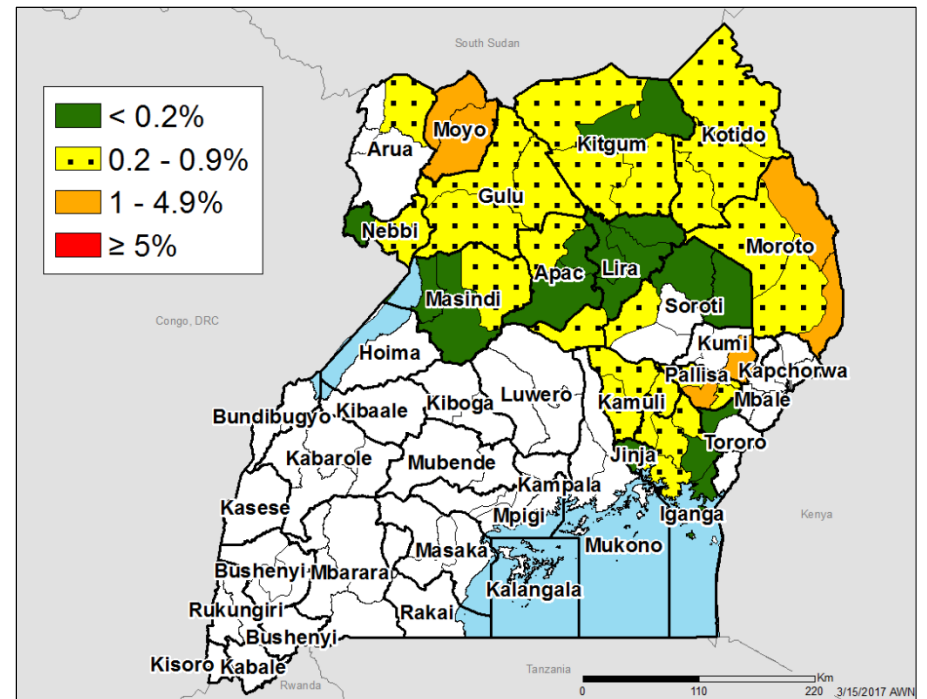 South Sudan
< 0.2%
0.2 - 0.9%
1 - 4.9%
≥ 5%
Moyo
Arua
Kitgum
Kotido
Gulu
Nebbi
Moroto
Apac
Lira
Masindi
Soroti
Congo, DRC
Hoima
Kumi
Kapchorwa
Pallisa
Luwero
Kamuli
Mbale
Bundibugyo
Kibaale
Kiboga
Tororo
Kabarole
Mubende
Jinja
Kampala
Kasese
Mpigi
Iganga
Kenya
Masaka
Mukono
Bushenyi
Mbarara
Kalangala
Rukungiri
Rakai
Bushenyi
Kisoro
Kabale
Tanzania
Rwanda
Km
0 110 220
3/15/2017 AWN